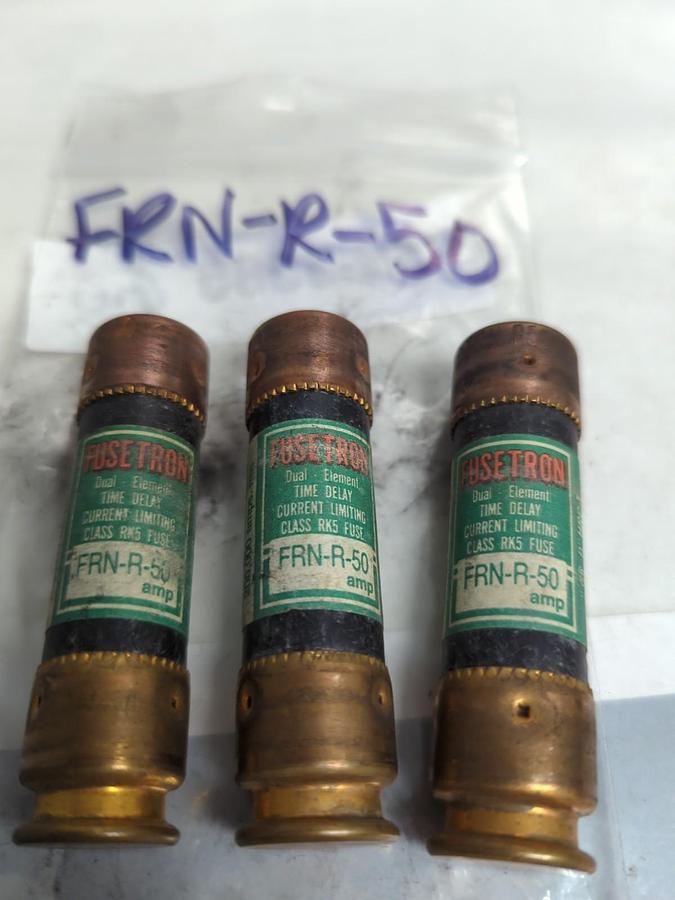 FRN-R-50
FUSETRON
Dual - Element
TIME DELAY
CURRENT LIMITING
CLASS RK5 FUSE
FRN-R-50
amp
FUSETRON
Dual - Element
TIME DELAY
CURRENT LIMITING
CLASS RK5 FUSE
FRN-R-50
amp
FUSETRON
Dual - Element
TIME DELAY
CURRENT LIMITING
CLASS RK5 FUSE
FRN-R-50
amp